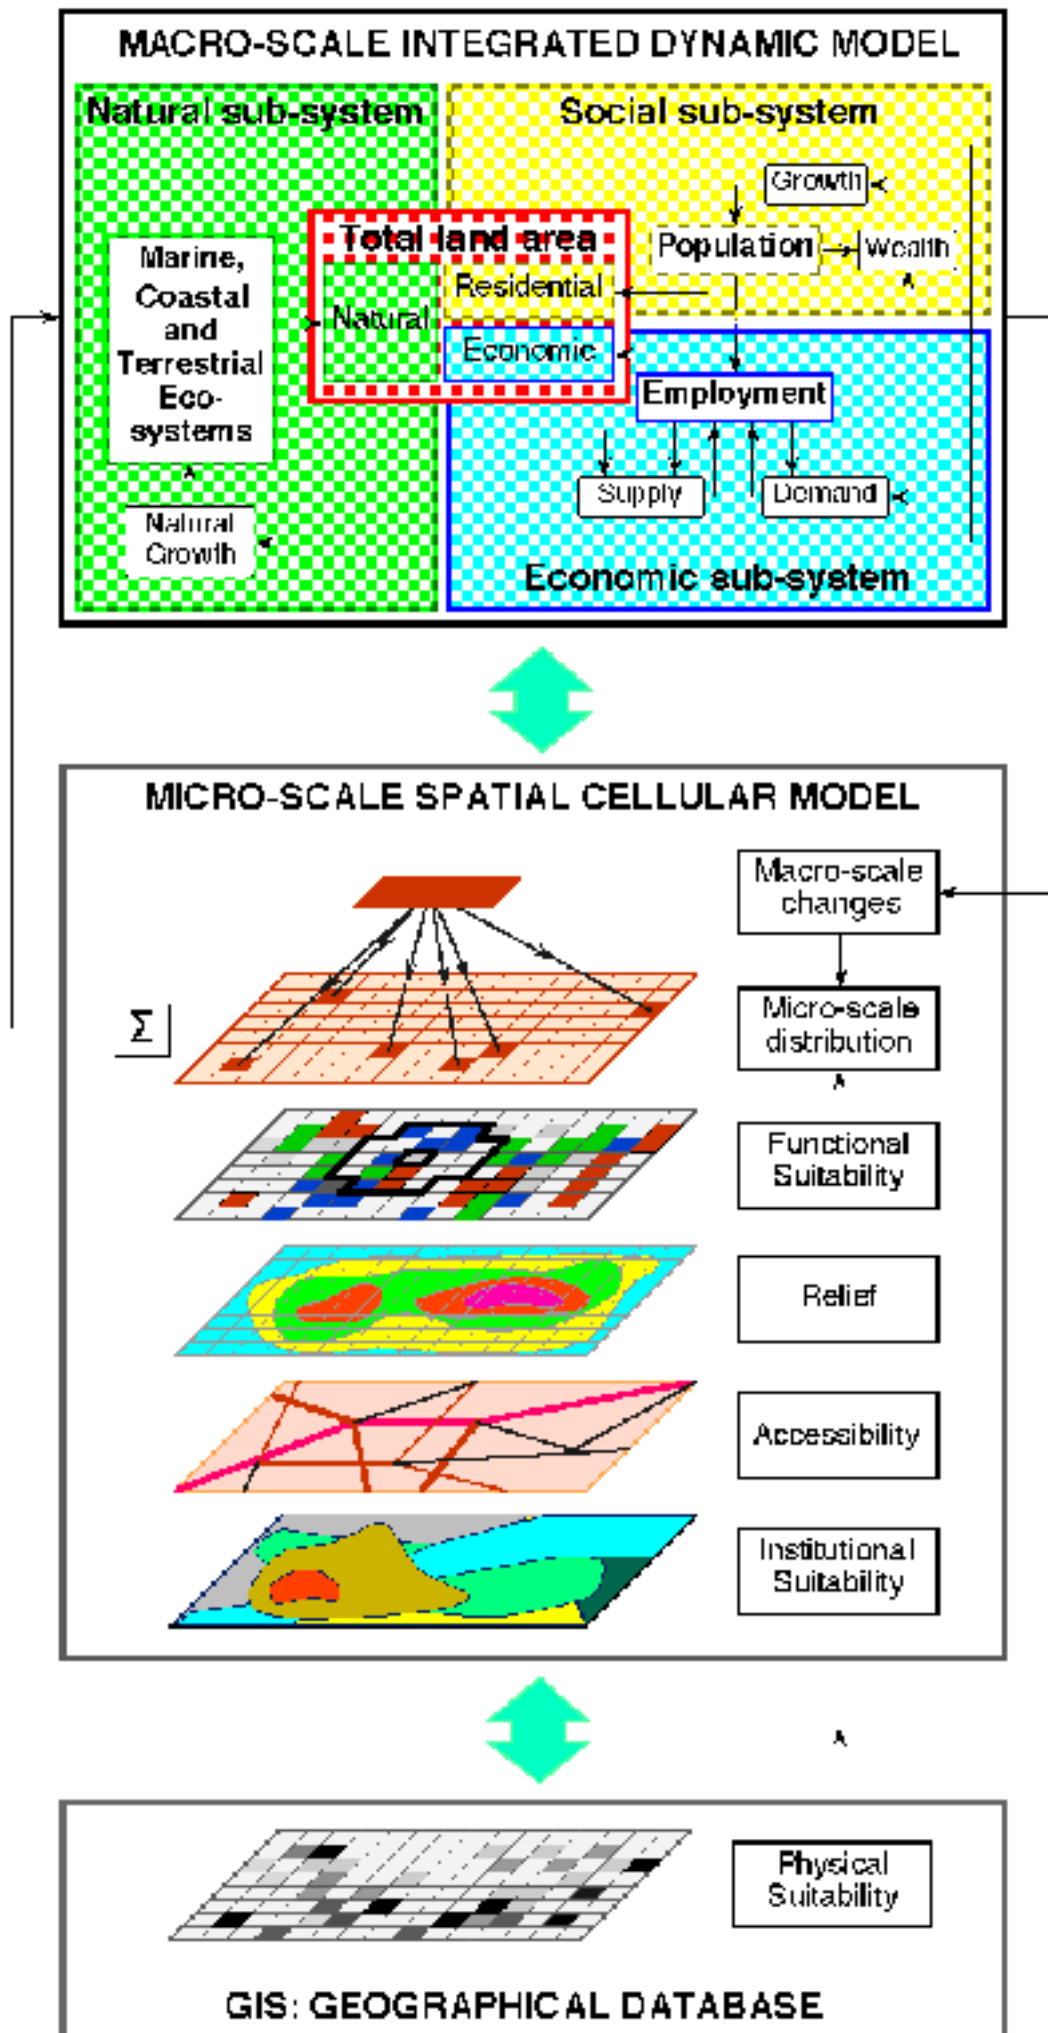 MACRO-SCALE INTEGRATED DYNAMIC MODEL
Natural sub-system
Social sub-system
Growth
Population
Wealth
Total land area
Residential
Natural
Economic
Marine,
Coastal
and
Terrestrial
Eco-
systems
Employment
Supply
Demand
Natural
Growth
Economic sub-system
MICRO-SCALE SPATIAL CELLULAR MODEL
Macro-scale
changes
Σ
Micro-scale
distribution
Functional
Suitability
Relief
Accessibility
Institutional
Suitability
Physical
Suitability
GIS: GEOGRAPHICAL DATABASE